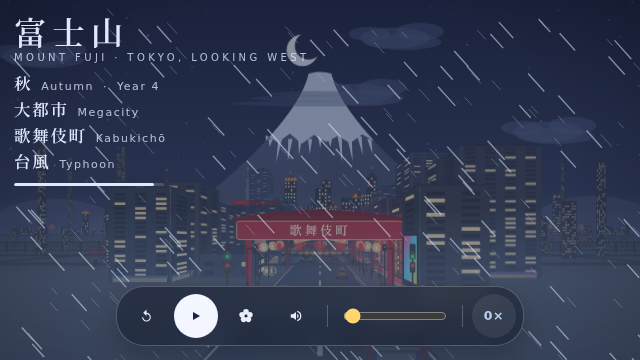 富士山
MOUNT FUJI · TOKYO, LOOKING WEST
秋 Autumn · Year 4
大都市 Megacity
歌舞伎町 Kabukichō
台風 Typhoon
歌舞伎町
0×